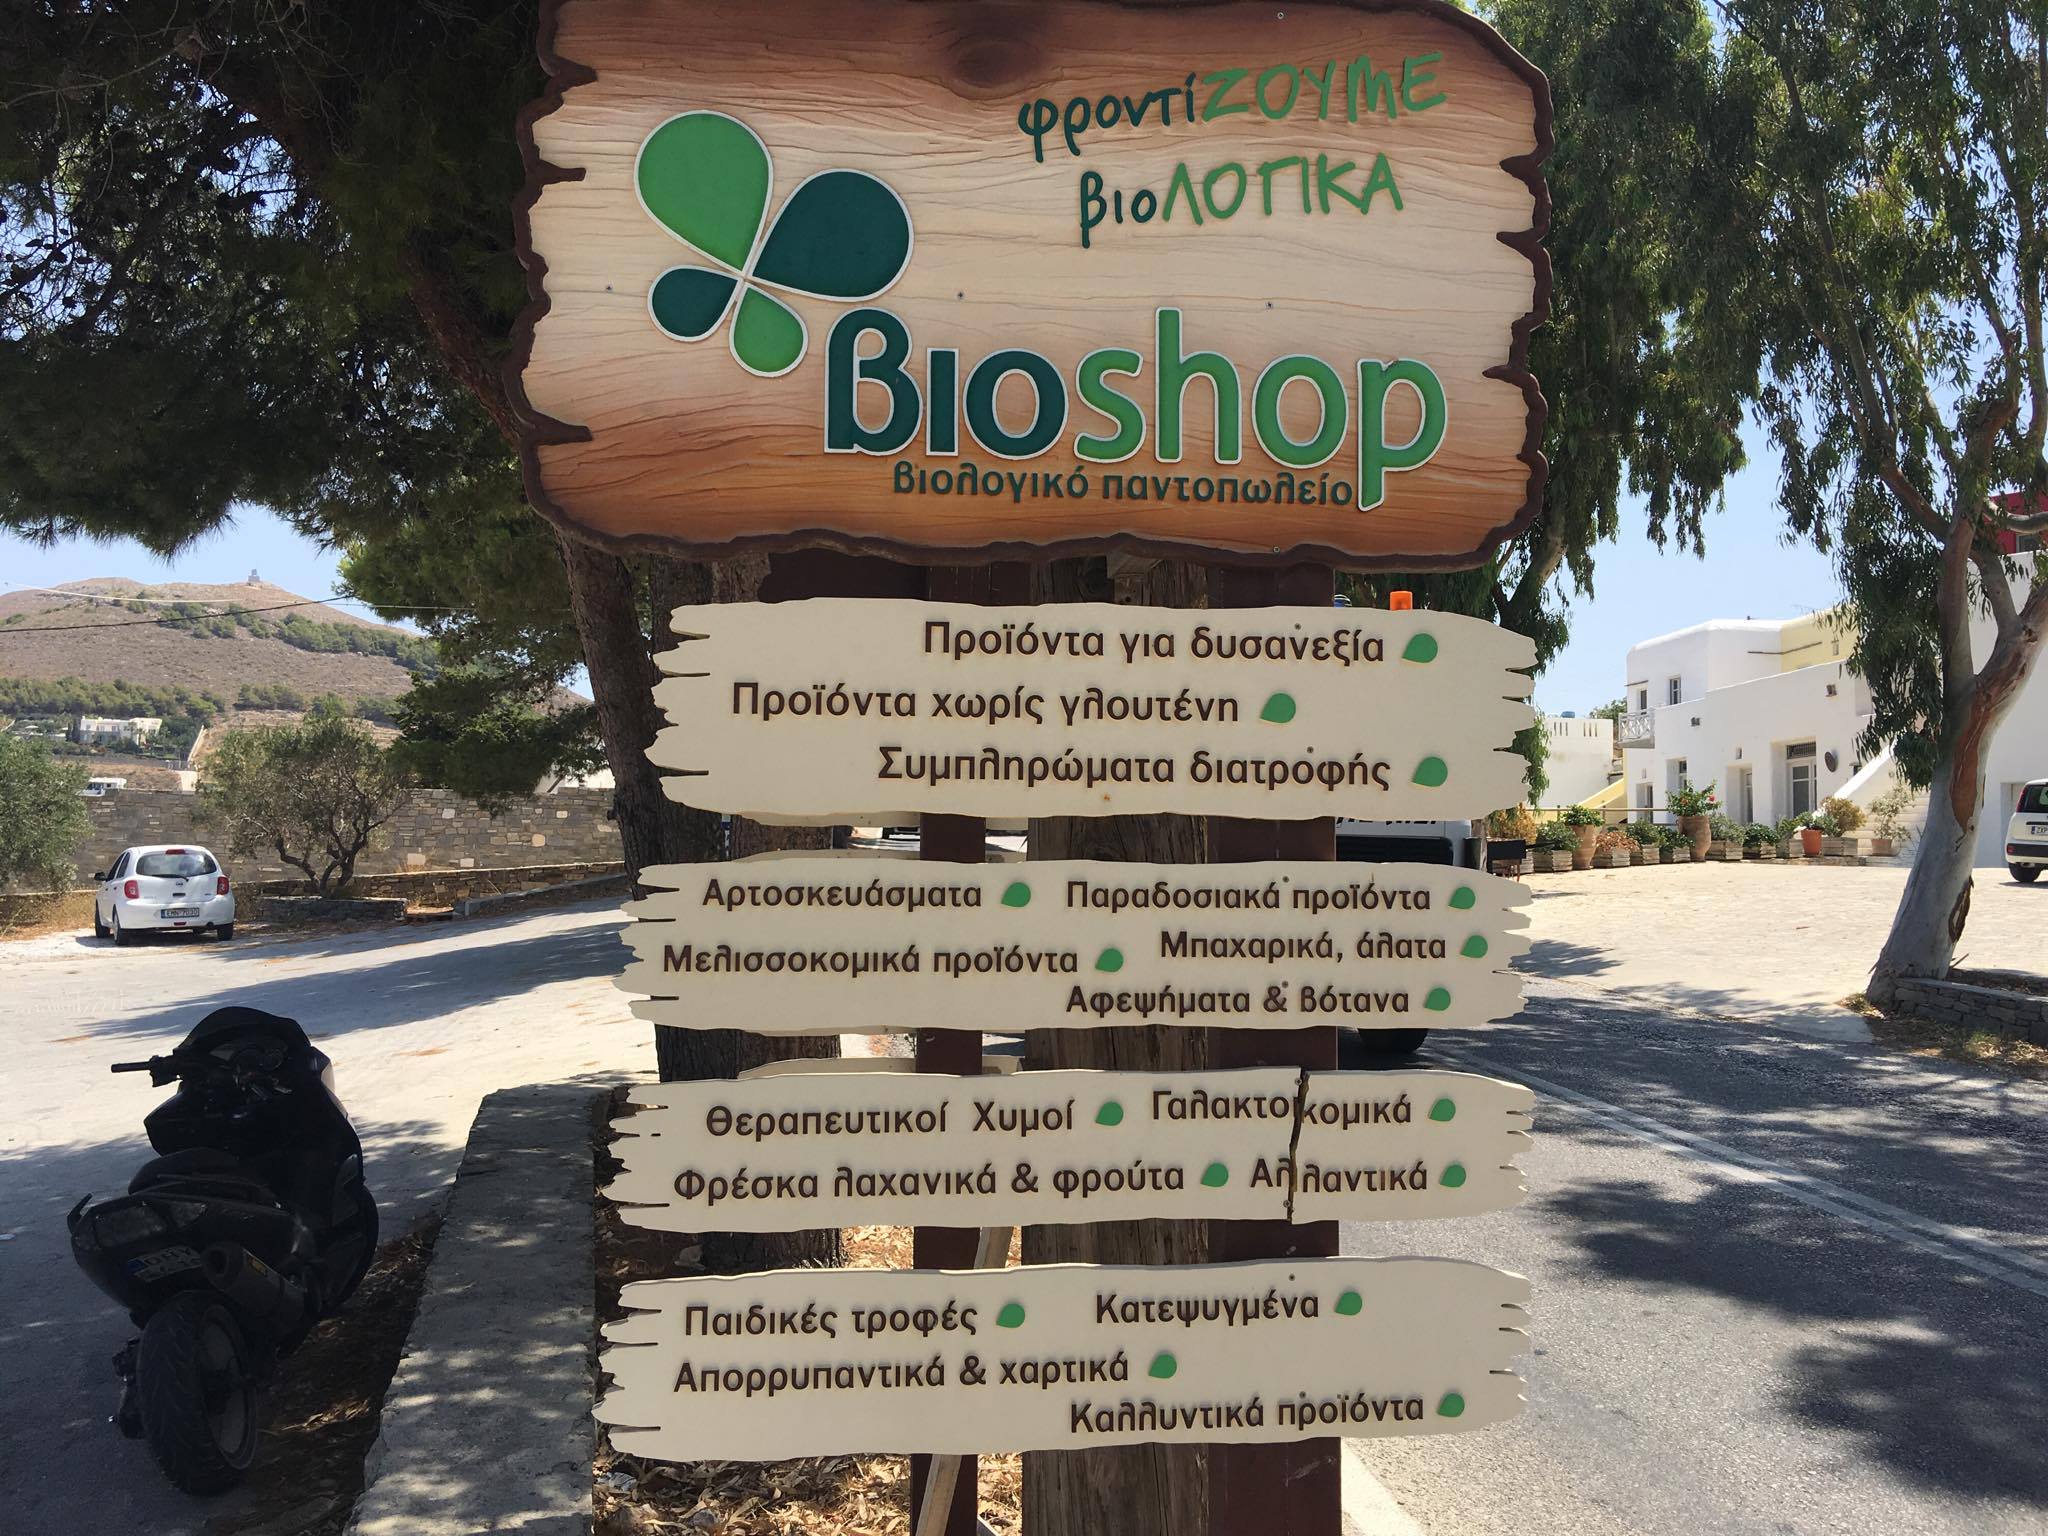 φροντίΖΟΥΜΕ
βιοΛΟΓΙΚΑ
βιοshop
βιολογικό παντοπωλείο
Προϊόντα για δυσανεξία
Προϊόντα χωρίς γλουτένη
Συμπληρώματα διατροφής
Αρτοσκευάσματα Παραδοσιακά προϊόντα
Μελισσοκομικά προϊόντα Μπαχαρικά, άλατα
Αφεψήματα & βότανα
Θεραπευτικοί Χυμοί Γαλακτοκομικά
Φρέσκα λαχανικά & φρούτα Αλλαντικά
Παιδικές τροφές Κατεψυγμένα
Απορρυπαντικά & χαρτικά
Καλλυντικά προϊόντα